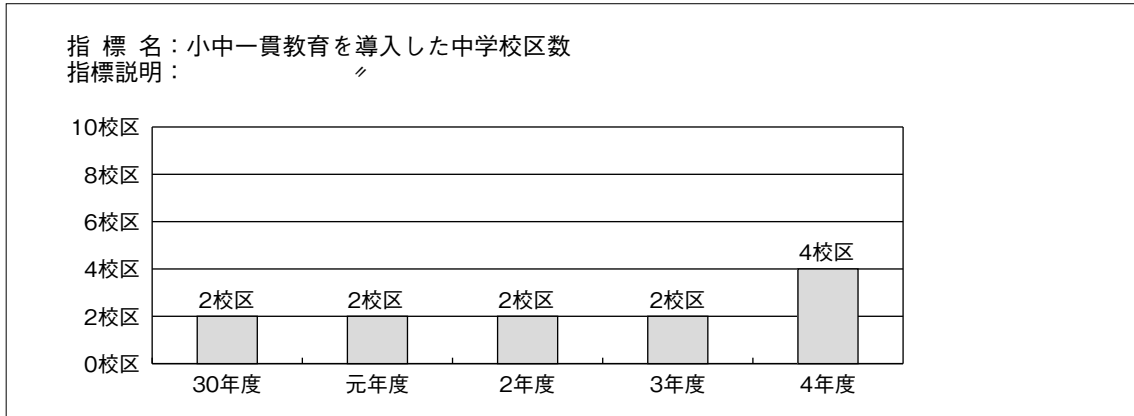 指 標 名：小中一貫教育を導入した中学校区数
指標説明：　　　　　　〃
10校区
8校区
6校区
4校区
2校区
0校区
2校区
2校区
2校区
2校区
4校区
30年度
元年度
2年度
3年度
4年度